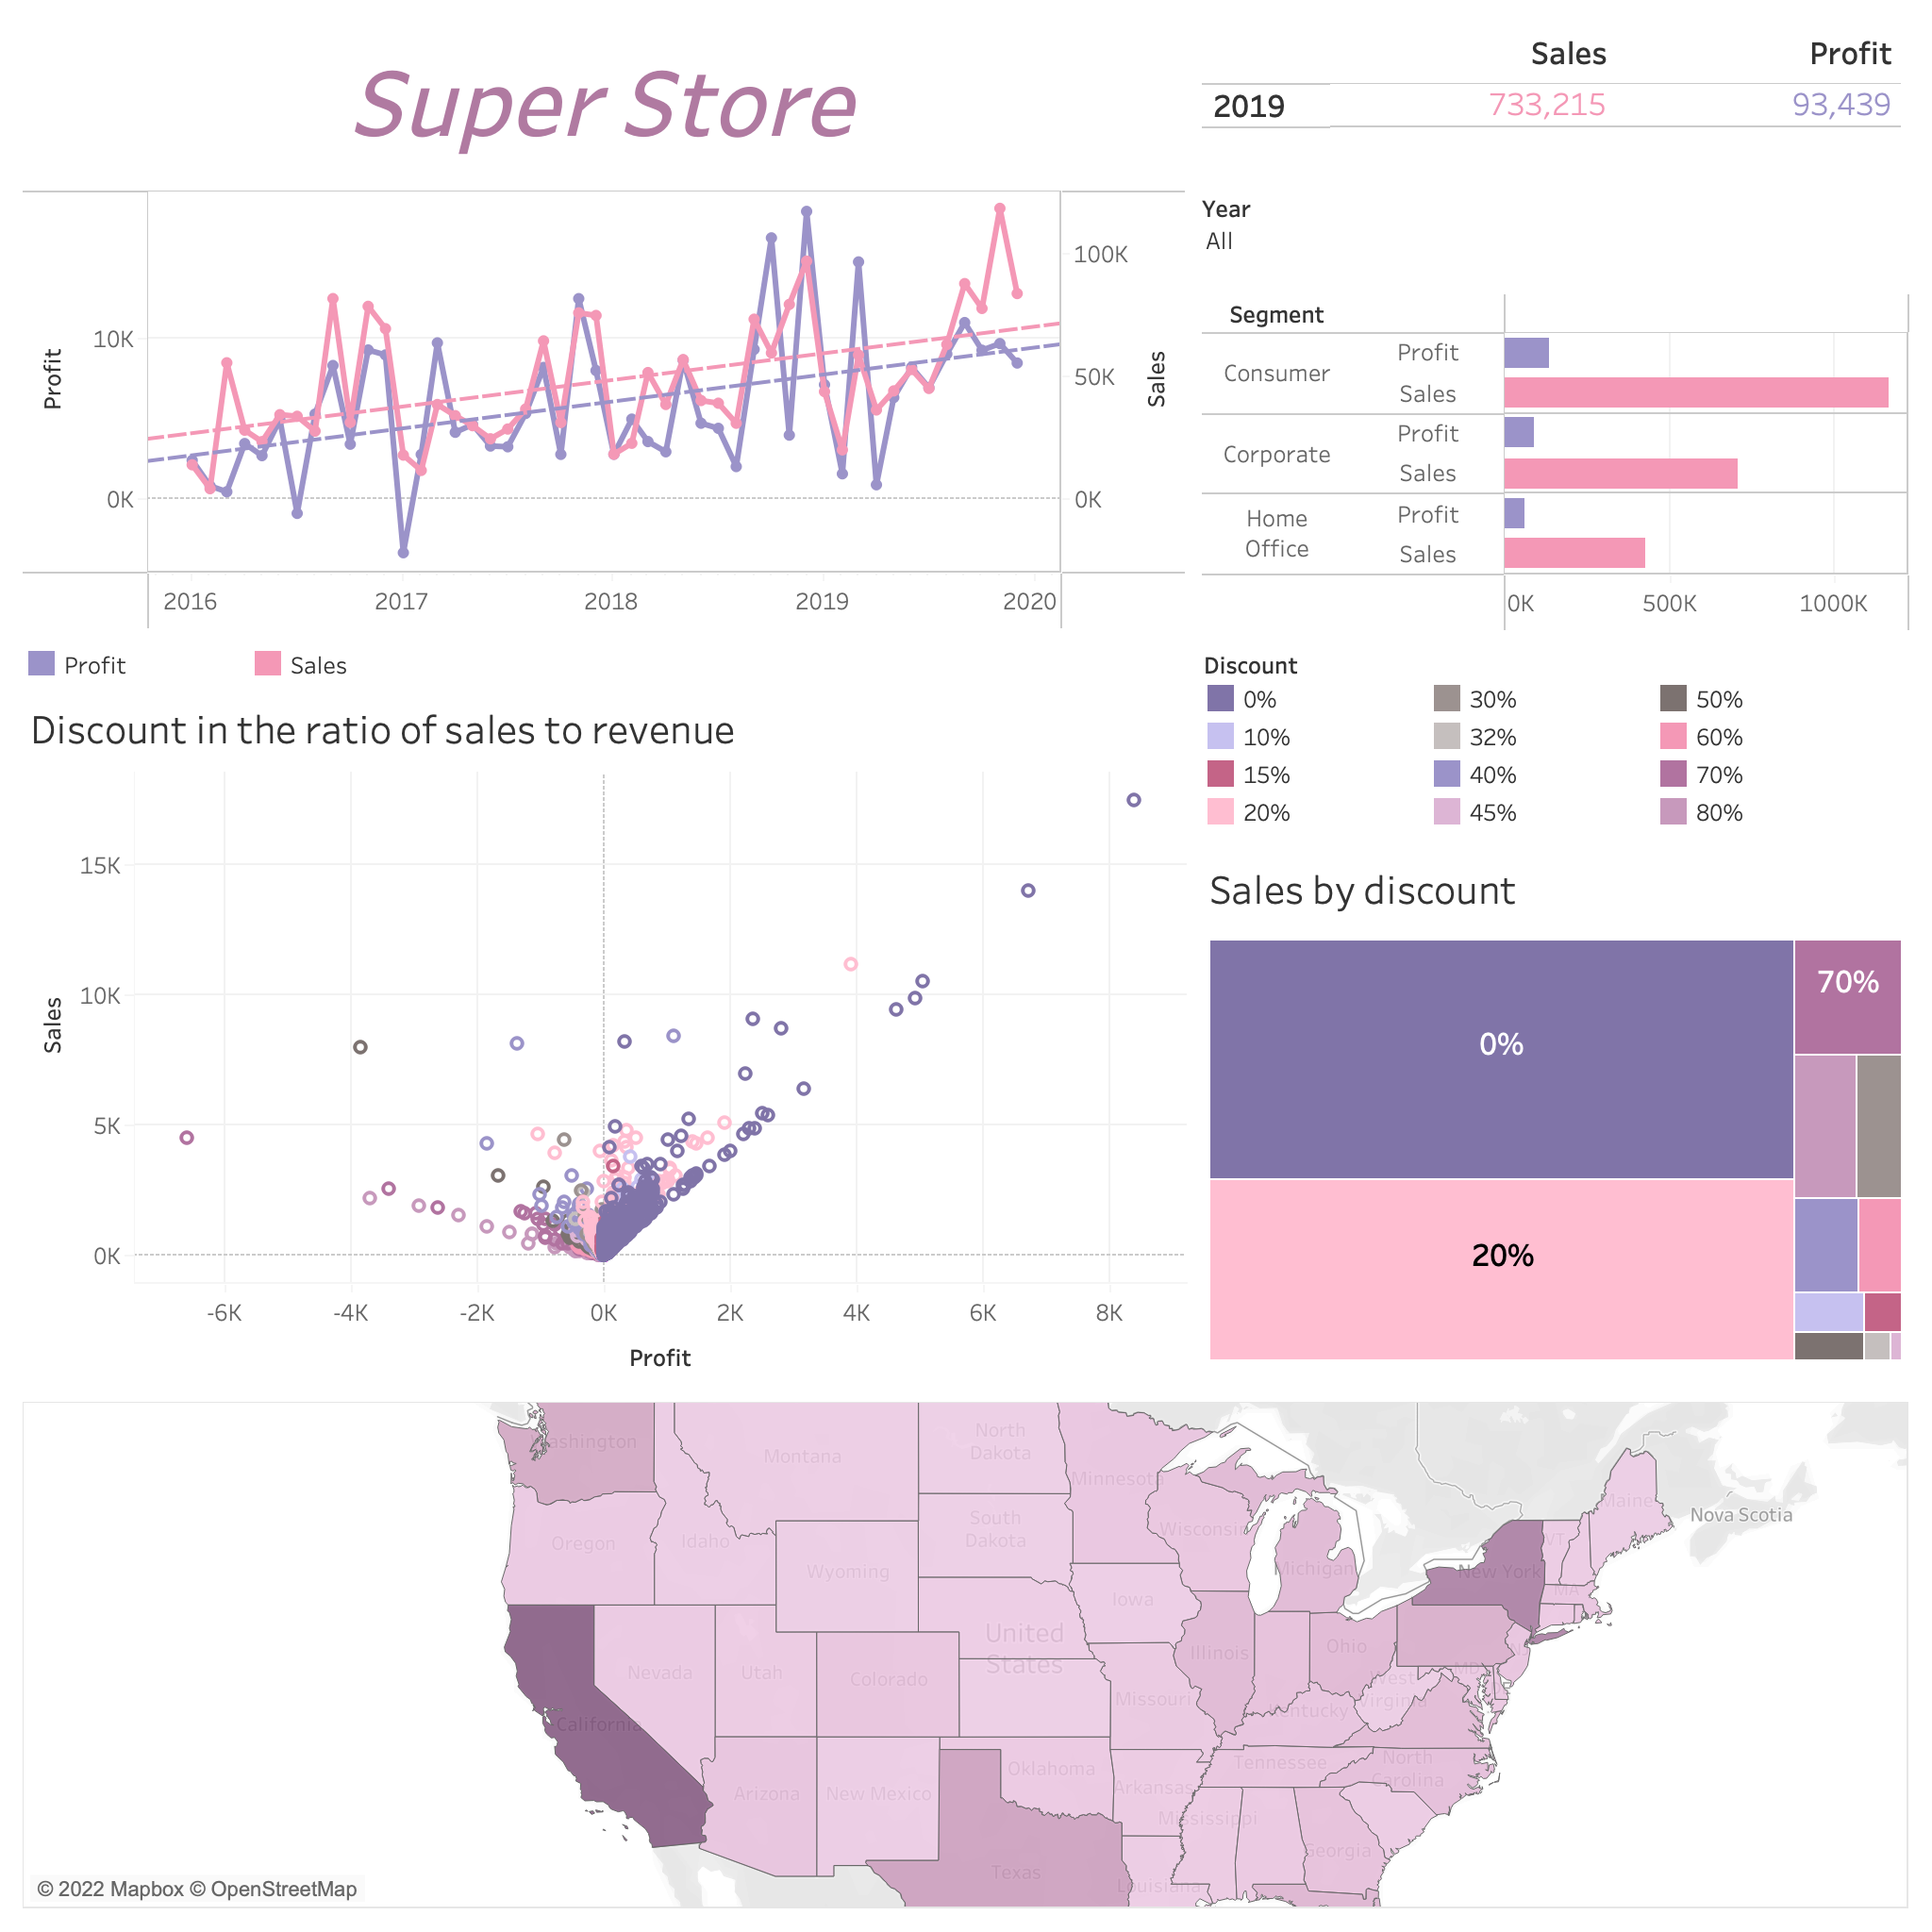 Super Store
Sales Profit
2019 733,215 93,439
Year
All
Profit
10K
0K
100K
50K
0K
Sales
2016 2017 2018 2019 2020
Profit Sales
Segment
Consumer
Profit
Sales
Corporate
Profit
Sales
Home
Office
Profit
Sales
0K 500K 1000K
Discount
0% 30% 50%
10% 32% 60%
15% 40% 70%
20% 45% 80%
Discount in the ratio of sales to revenue
Sales
15K
10K
5K
0K
-6K -4K -2K 0K 2K 4K 6K 8K
Profit
Sales by discount
0%
70%
20%
Washington
Montana
North
Dakota
Minnesota
Maine
Nova Scotia
Oregon
Idaho
South
Dakota
Wisconsin
Michigan
New York
VT
MA
Wyoming
Iowa
United
States
Nevada
Utah
Colorado
Illinois
Ohio
MD
West
Virginia
Missouri
Kentucky
California
Arizona
New Mexico
Oklahoma
Arkansas
Tennessee
North
Carolina
Mississippi
Georgia
Texas
Louisiana
© 2022 Mapbox © OpenStreetMap